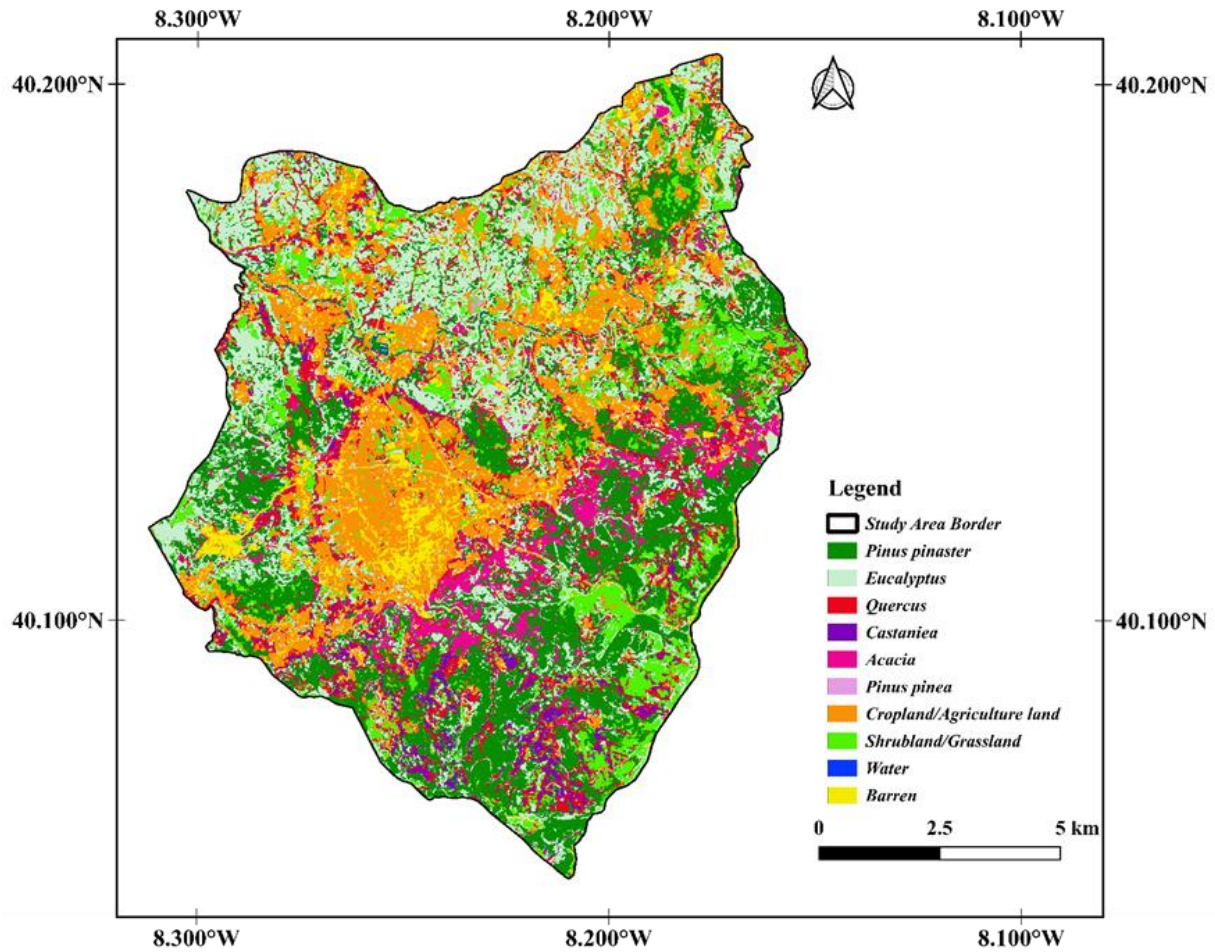 8.300°W 8.200°W 8.100°W
40.200°N 40.200°N
Legend
Study Area Border
Pinus pinaster
Eucalyptus
Quercus
Castaniea
Acacia
Pinus pinea
Cropland/Agriculture land
Shrubland/Grassland
Water
Barren
40.100°N 40.100°N
0 2.5 5 km
8.300°W 8.200°W 8.100°W